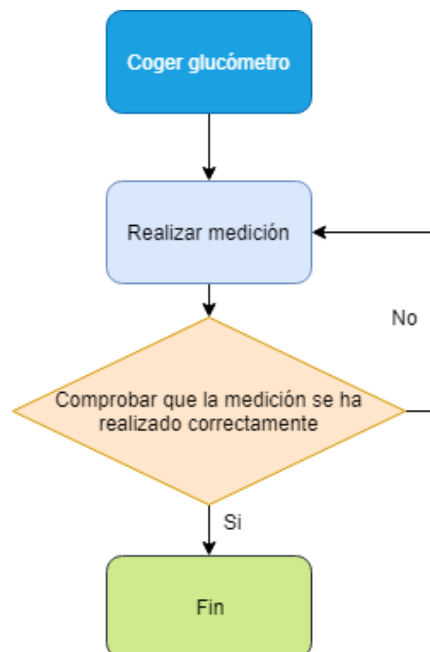 Coger glucómetro
Realizar medición
No
Comprobar que la medición se ha
realizado correctamente
Si
Fin